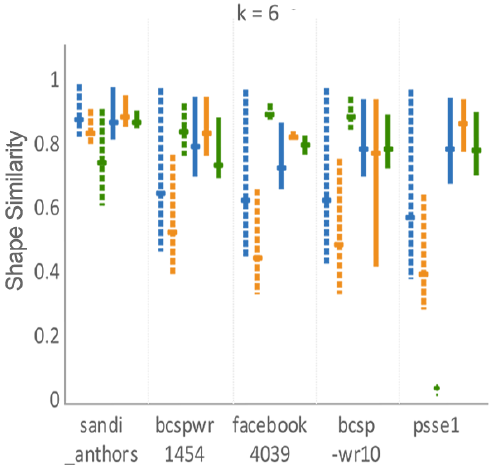 k = 6
Shape Similarity
1
0.8
0.6
0.4
0.2
0
sandi bcspwr facebook bcsp psse1
_anthors 1454 4039 -wr10